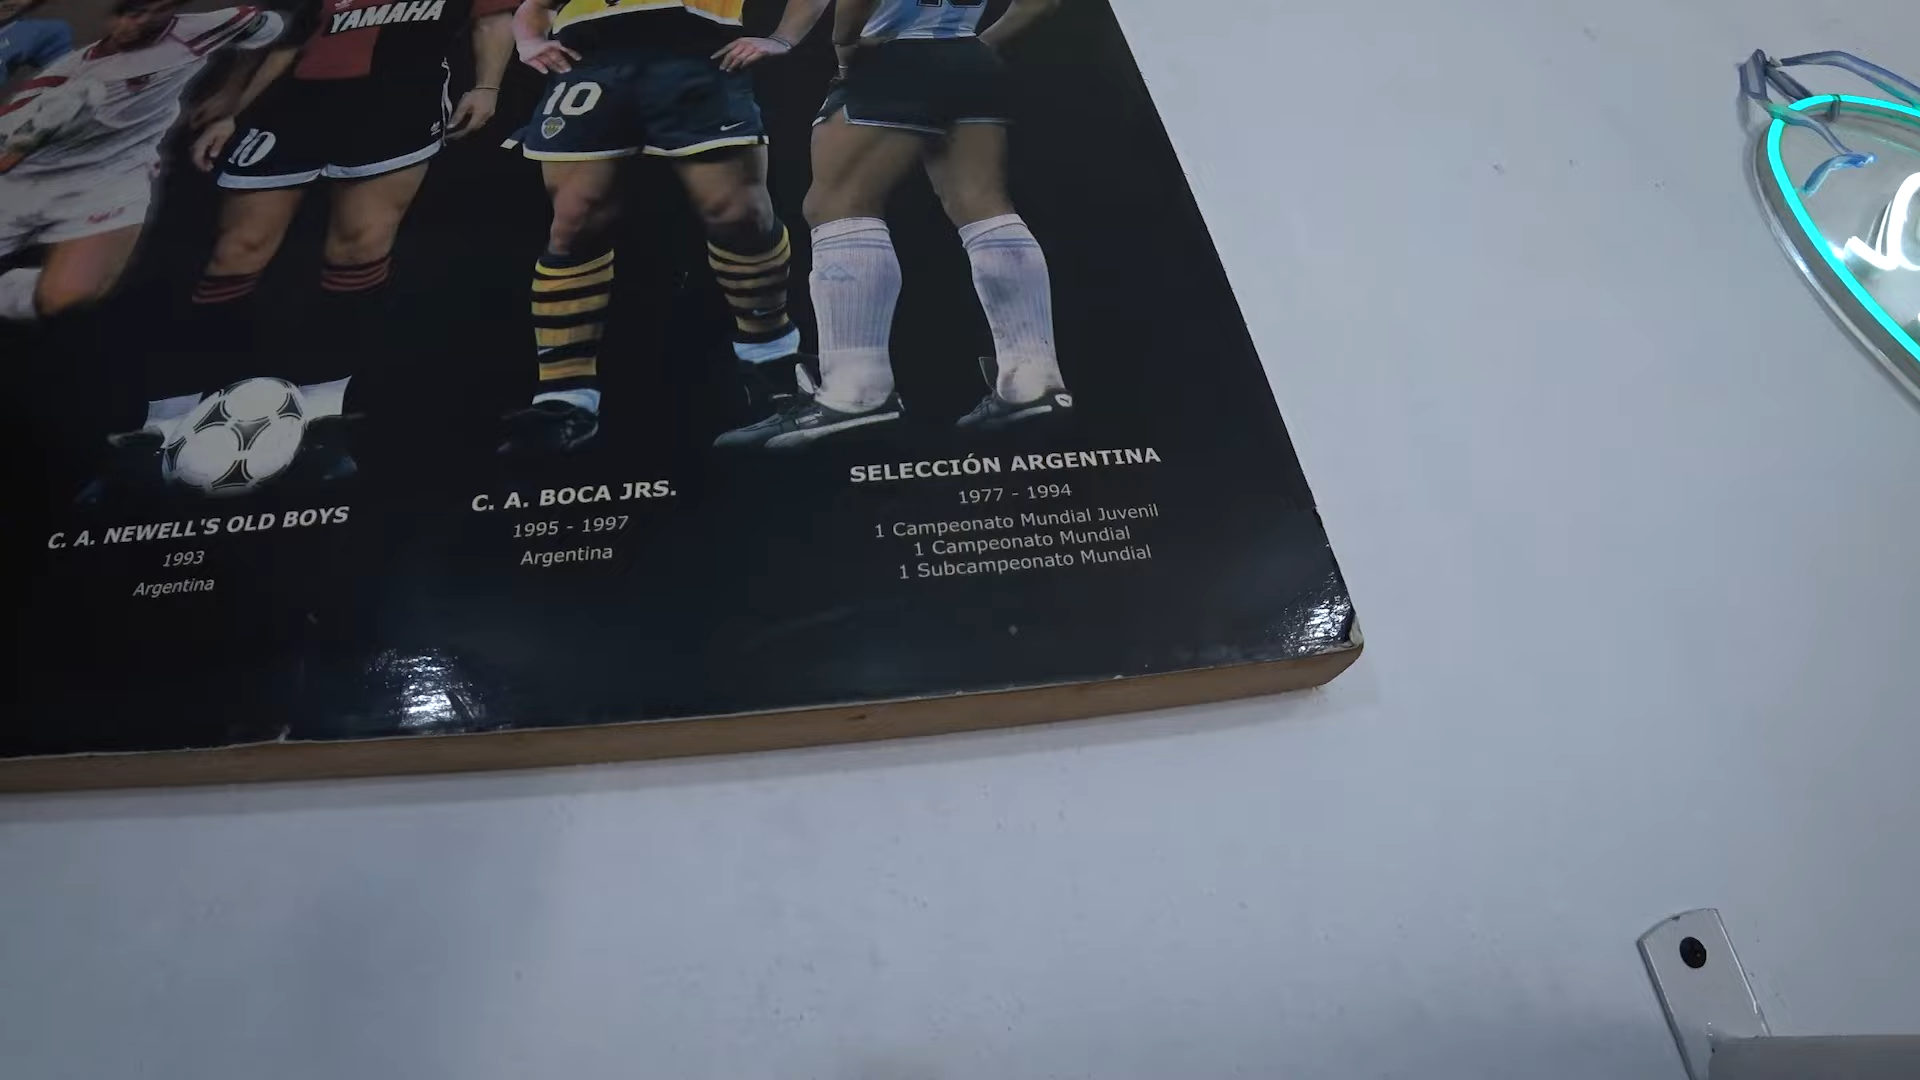 YAMAHA
10
10
C. A. NEWELL'S OLD BOYS
1993
Argentina
C. A. BOCA JRS.
1995 - 1997
Argentina
SELECCIÓN ARGENTINA
1977 - 1994
1 Campeonato Mundial Juvenil
1 Campeonato Mundial
1 Subcampeonato Mundial